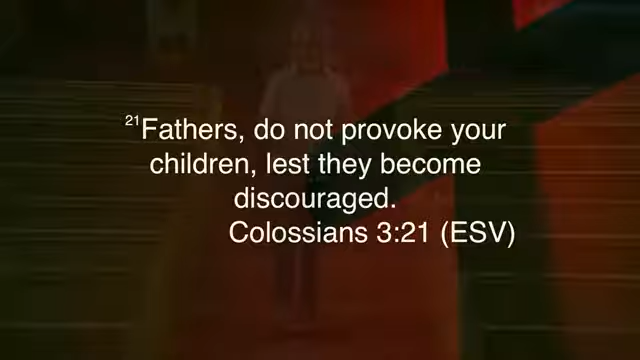 21Fathers, do not provoke your
children, lest they become
discouraged.
Colossians 3:21 (ESV)